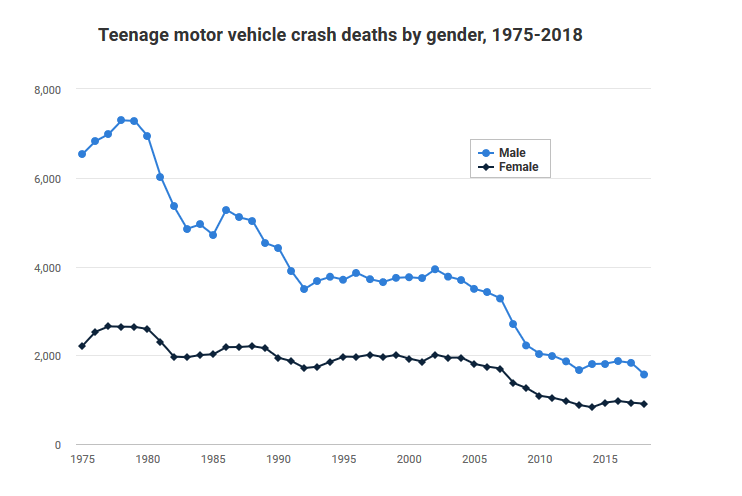 Teenage motor vehicle crash deaths by gender, 1975-2018
8,000
Male
Female
6,000
4,000
2,000
0
1975 1980 1985 1990 1995 2000 2005 2010 2015